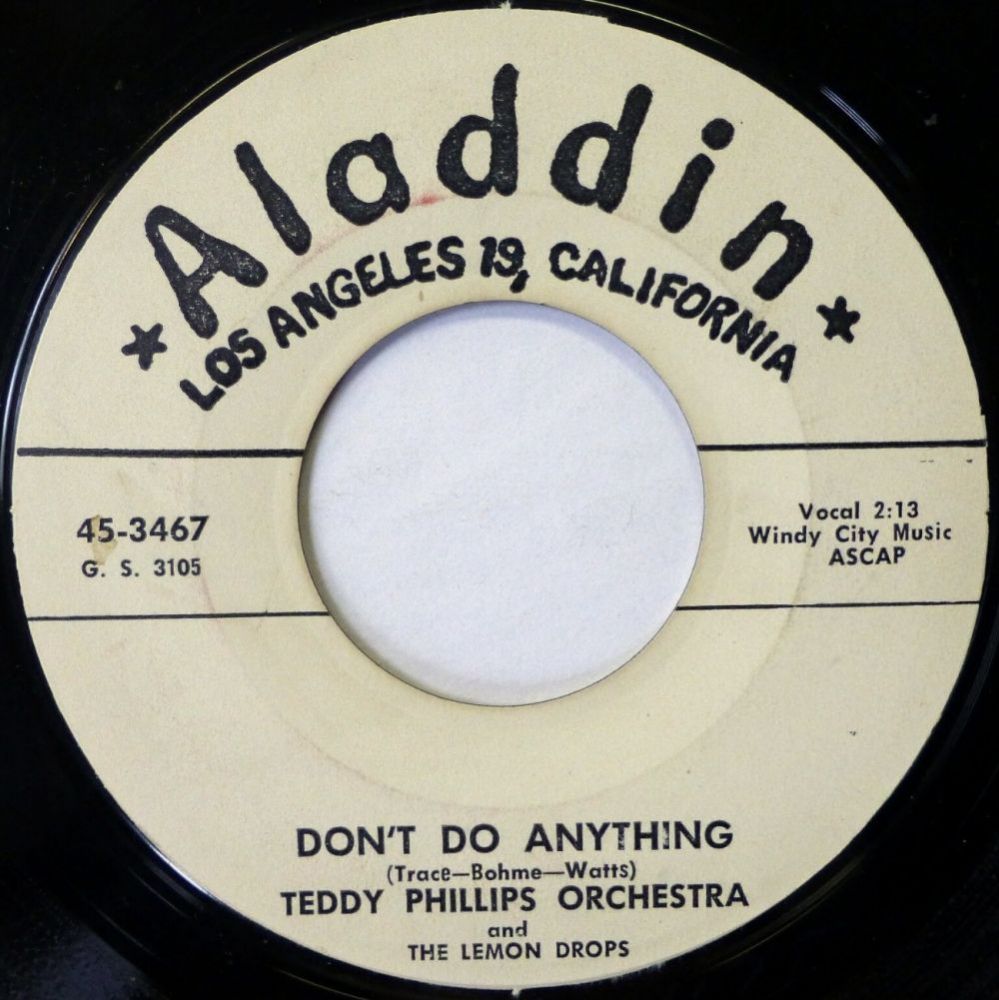 Aladdin
LOS ANGELES 19, CALIFORNIA
45-3467
G. S. 3105
Vocal 2:13
Windy City Music
ASCAP
DON'T DO ANYTHING
(Trace—Bohme—Watts)
TEDDY PHILLIPS ORCHESTRA
and
THE LEMON DROPS